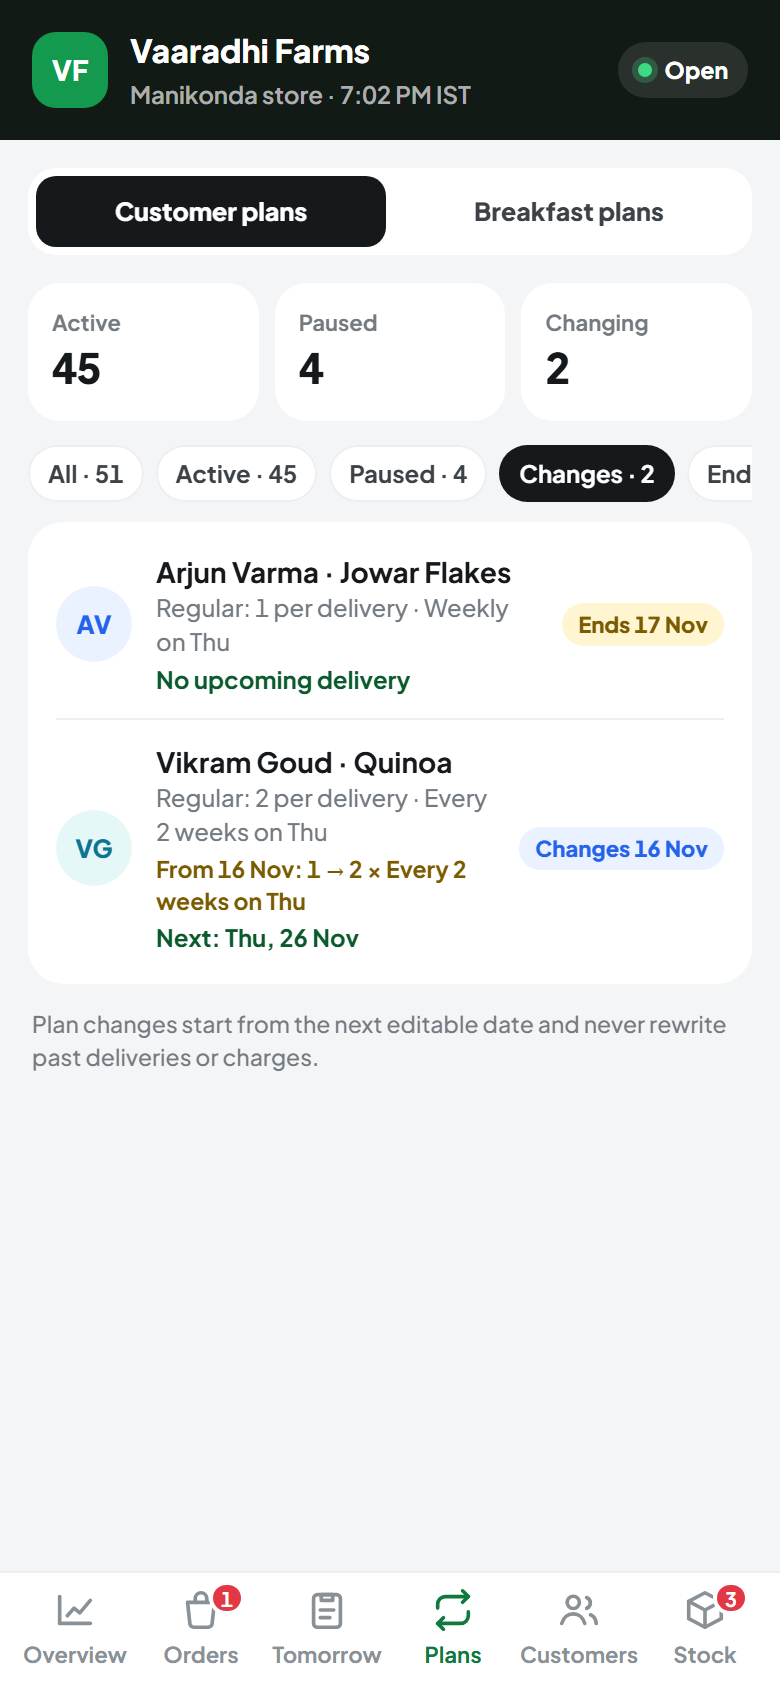 VF
Vaaradhi Farms
Manikonda store · 7:02 PM IST
Open
Customer plans
Breakfast plans
Active
45
Paused
4
Changing
2
All · 51
Active · 45
Paused · 4
Changes · 2
End
AV
Arjun Varma · Jowar Flakes
Regular: 1 per delivery · Weekly
on Thu
No upcoming delivery
Ends 17 Nov
VG
Vikram Goud · Quinoa
Regular: 2 per delivery · Every
2 weeks on Thu
From 16 Nov: 1 → 2 × Every 2
weeks on Thu
Next: Thu, 26 Nov
Changes 16 Nov
Plan changes start from the next editable date and never rewrite
past deliveries or charges.
Overview
1
Orders
Tomorrow
Plans
Customers
3
Stock